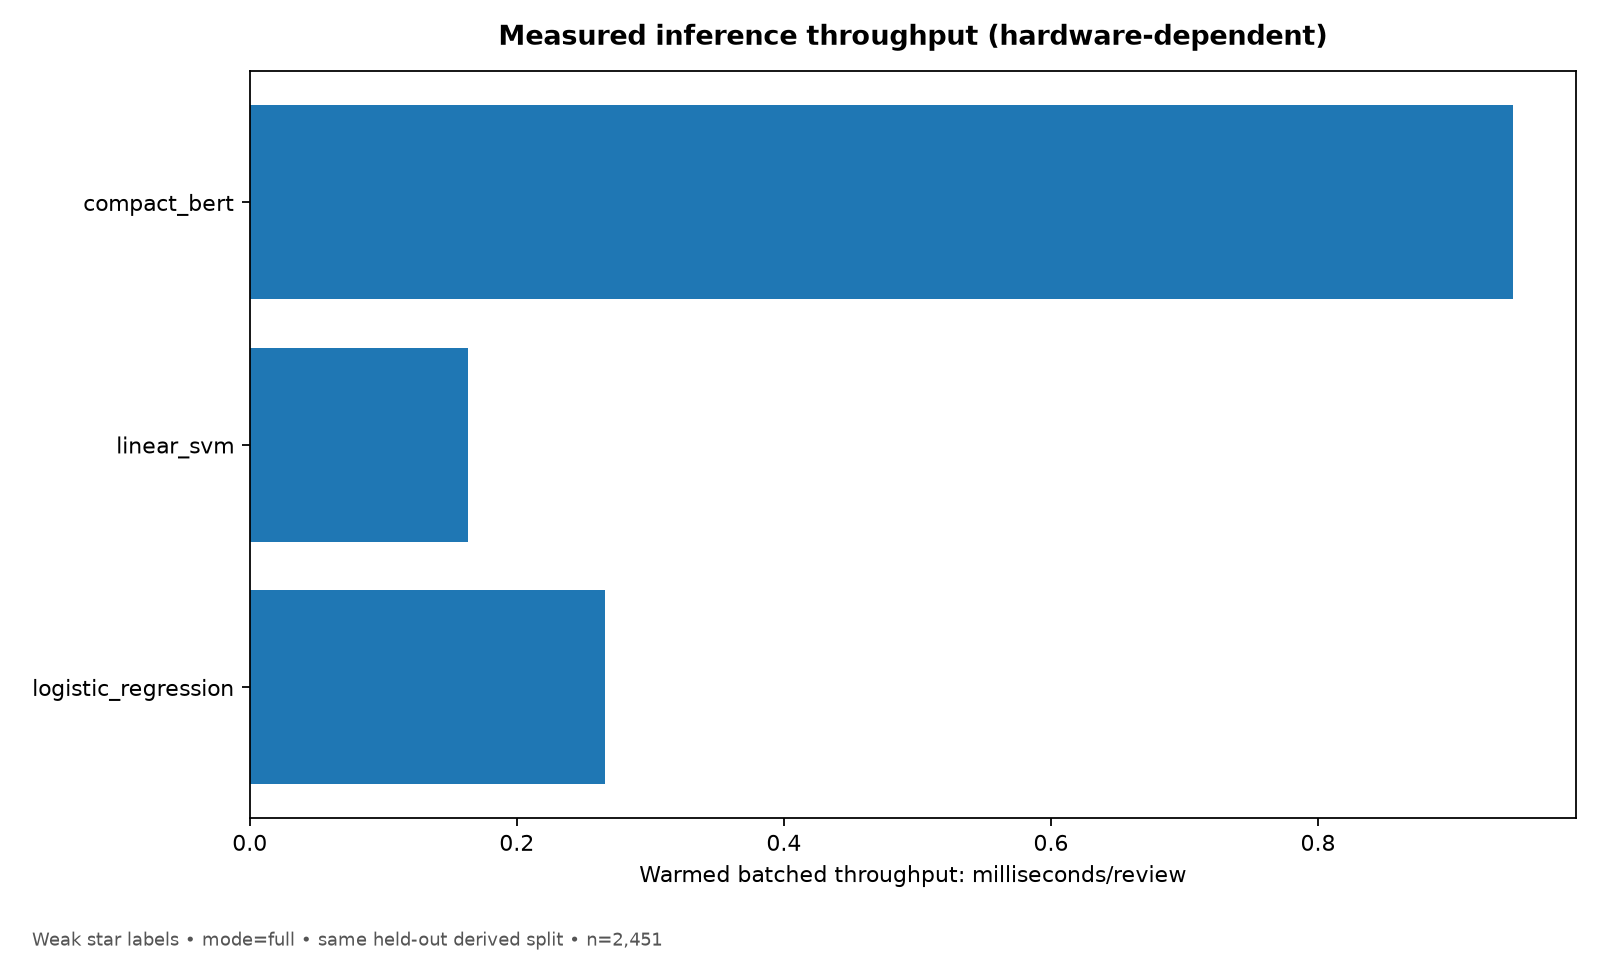 Measured inference throughput (hardware-dependent)
compact_bert
linear_svm
logistic_regression
0.0 0.2 0.4 0.6 0.8
Warmed batched throughput: milliseconds/review
Weak star labels • mode=full • same held-out derived split • n=2,451